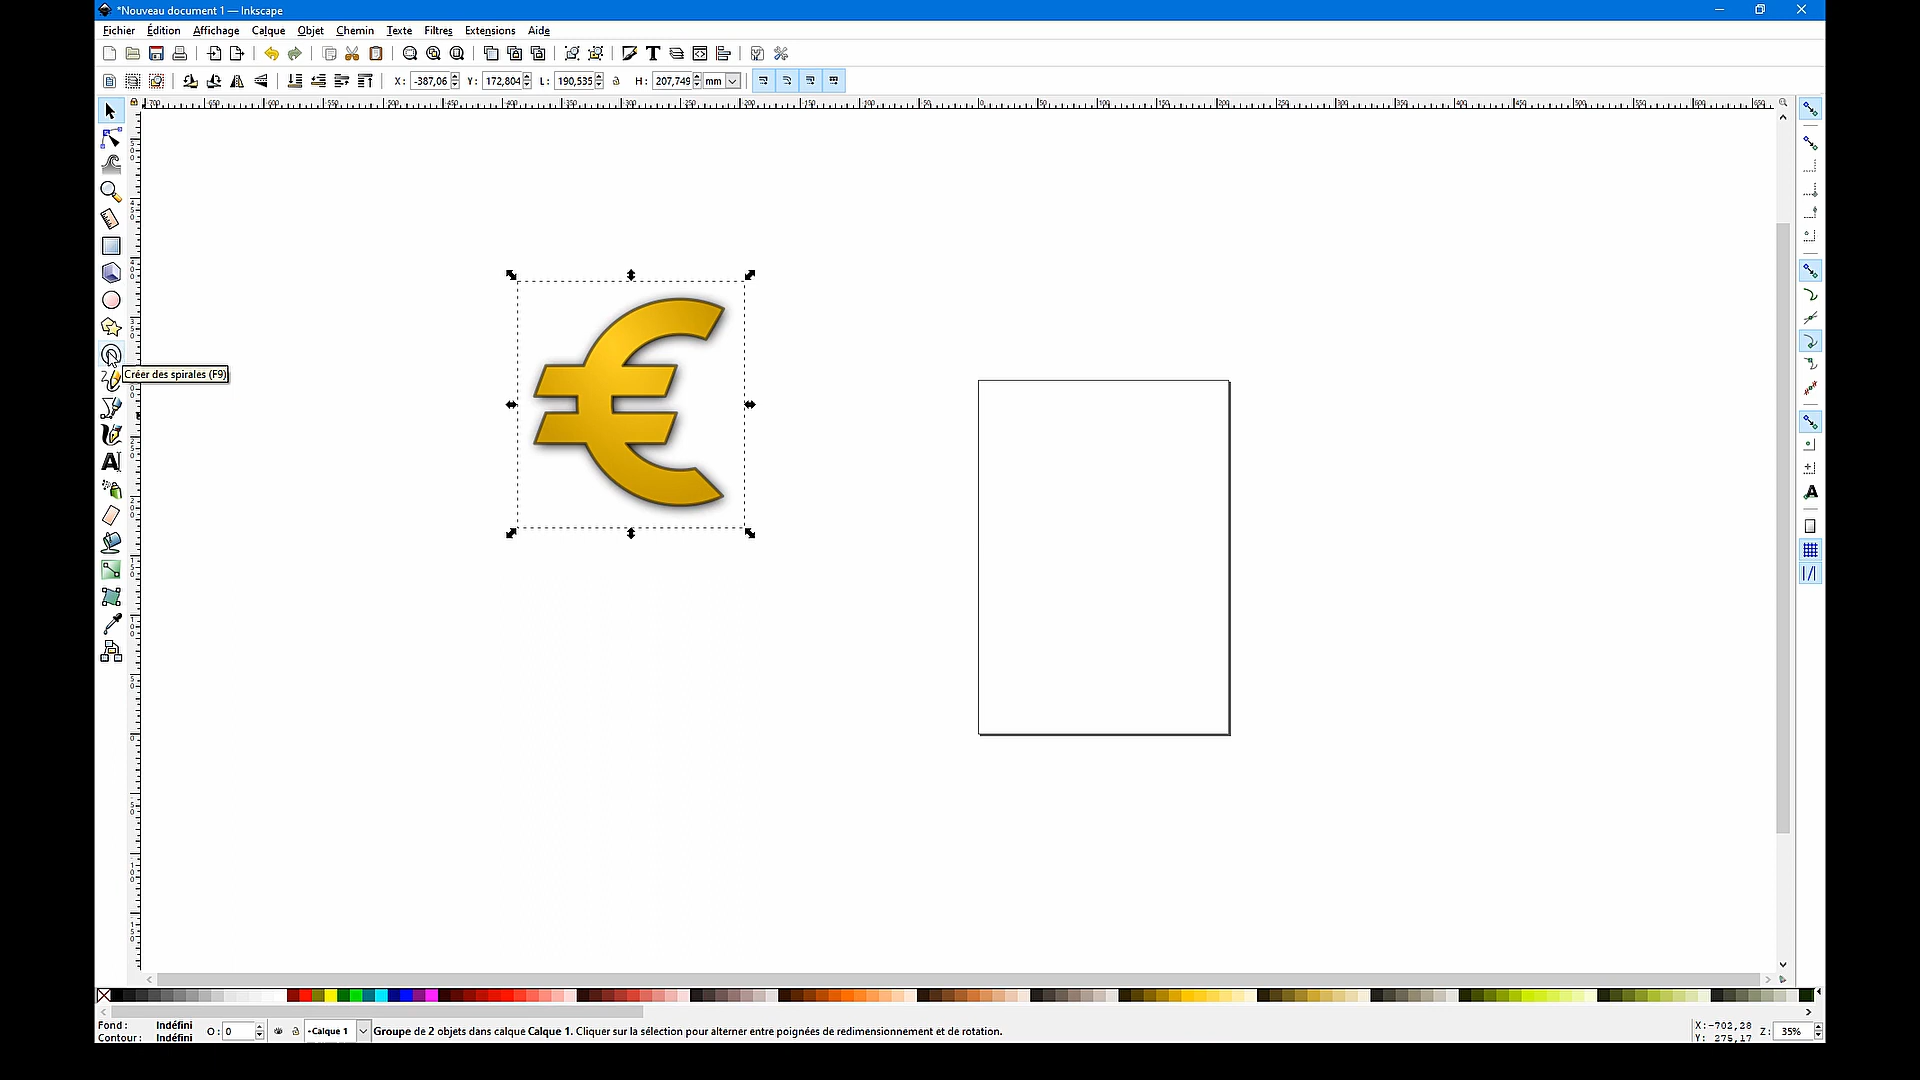 *Nouveau document 1 — Inkscape
Fichier Édition Affichage Calque Objet Chemin Texte Filtres Extensions Aide
X: -387,06 Y: 172,804 L: 190,535 H: 207,749 mm
Créer des spirales (F9)
€
Fond : Indéfini
Contour : Indéfini
O: 0
•Calque 1
Groupe de 2 objets dans calque Calque 1. Cliquer sur la sélection pour alterner entre poignées de redimensionnement et de rotation.
X:-702,28
Y: 275,17
Z: 35%